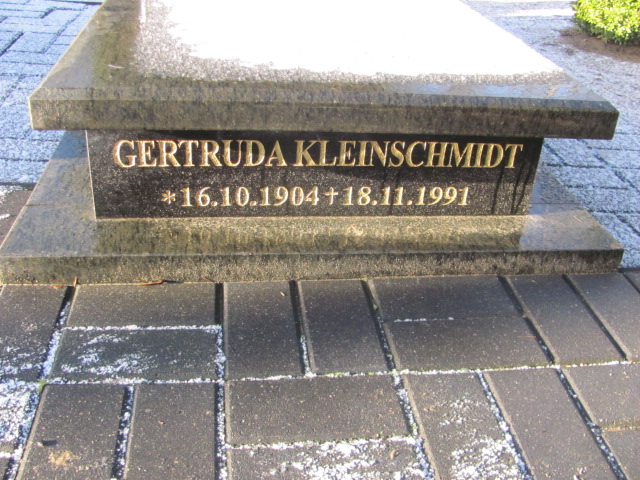 GERTRUDA KLEINSCHMIDT
*16.10.1904 +18.11.1991